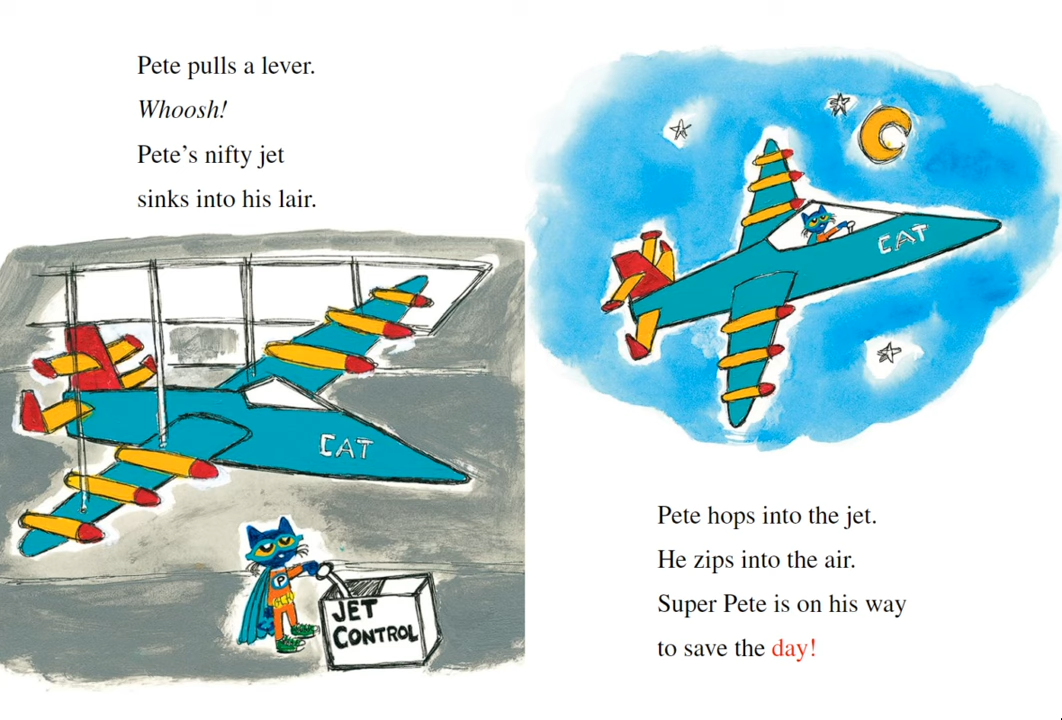 Pete pulls a lever.
Whoosh!
Pete’s nifty jet
sinks into his lair.
CAT
P
JET
CONTROL
CAT
Pete hops into the jet.
He zips into the air.
Super Pete is on his way
to save the day!